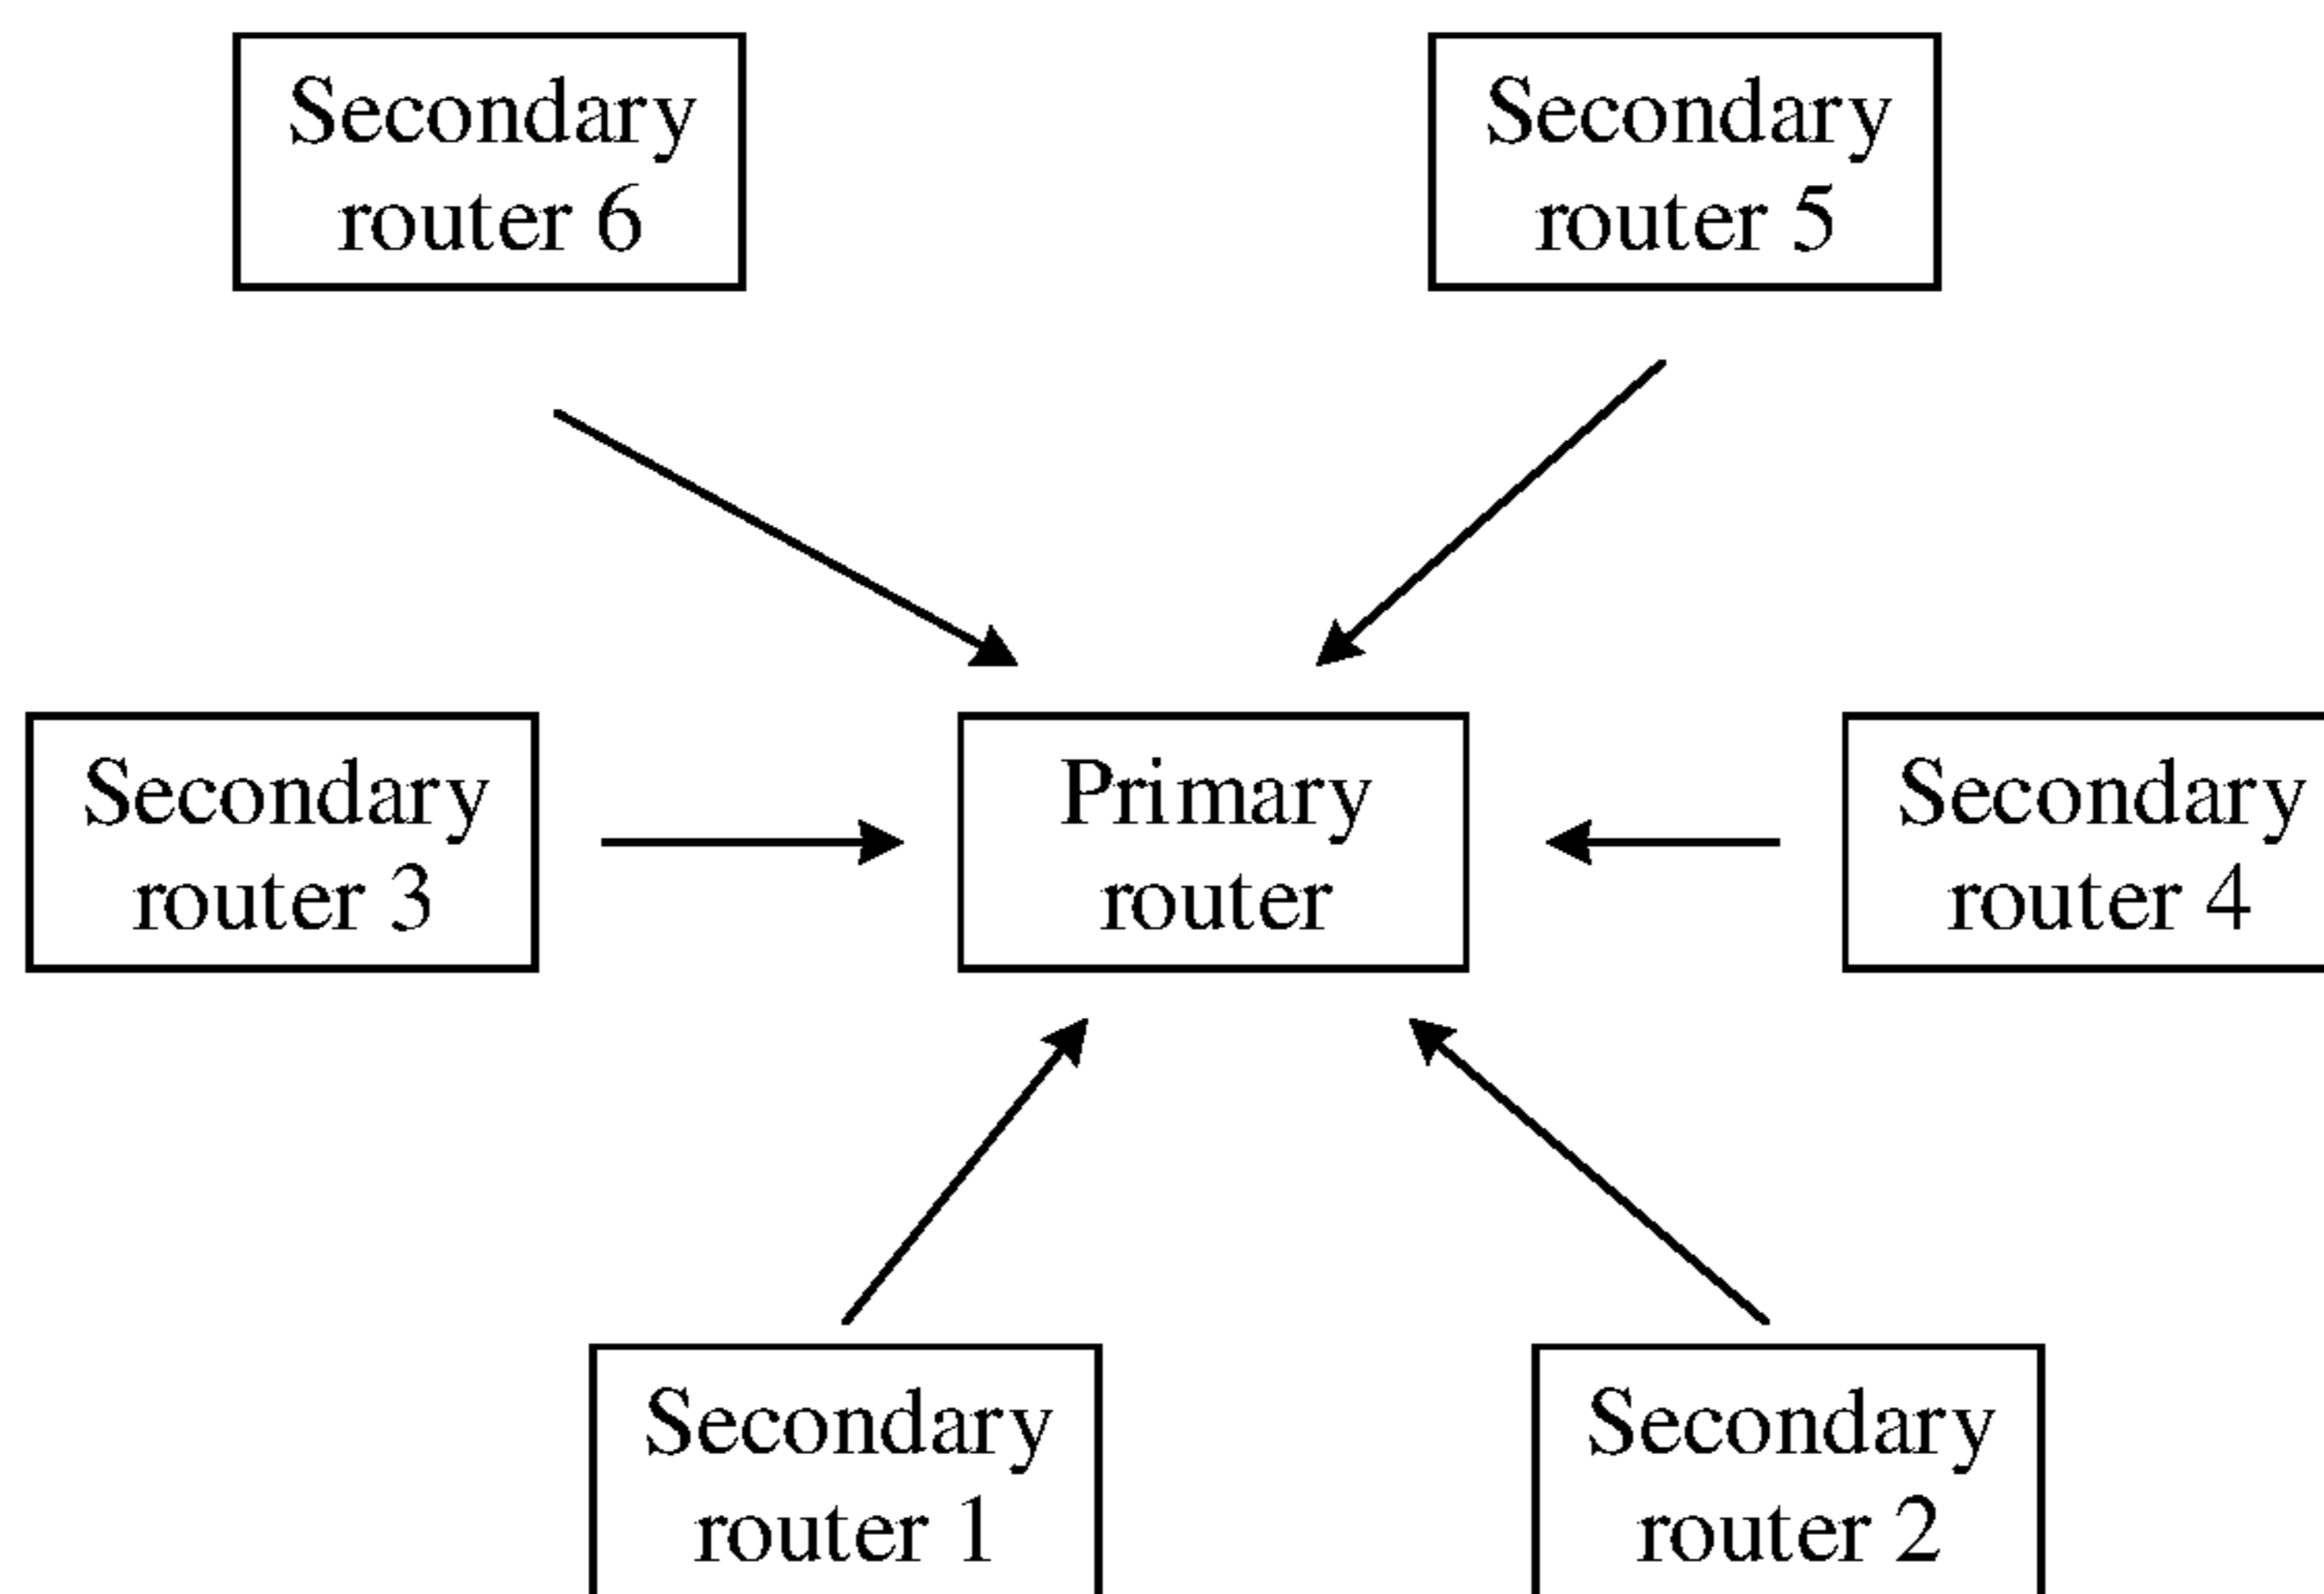 Secondary
router 6
Secondary
router 5
Secondary
router 3
Primary
router
Secondary
router 4
Secondary
router 1
Secondary
router 2